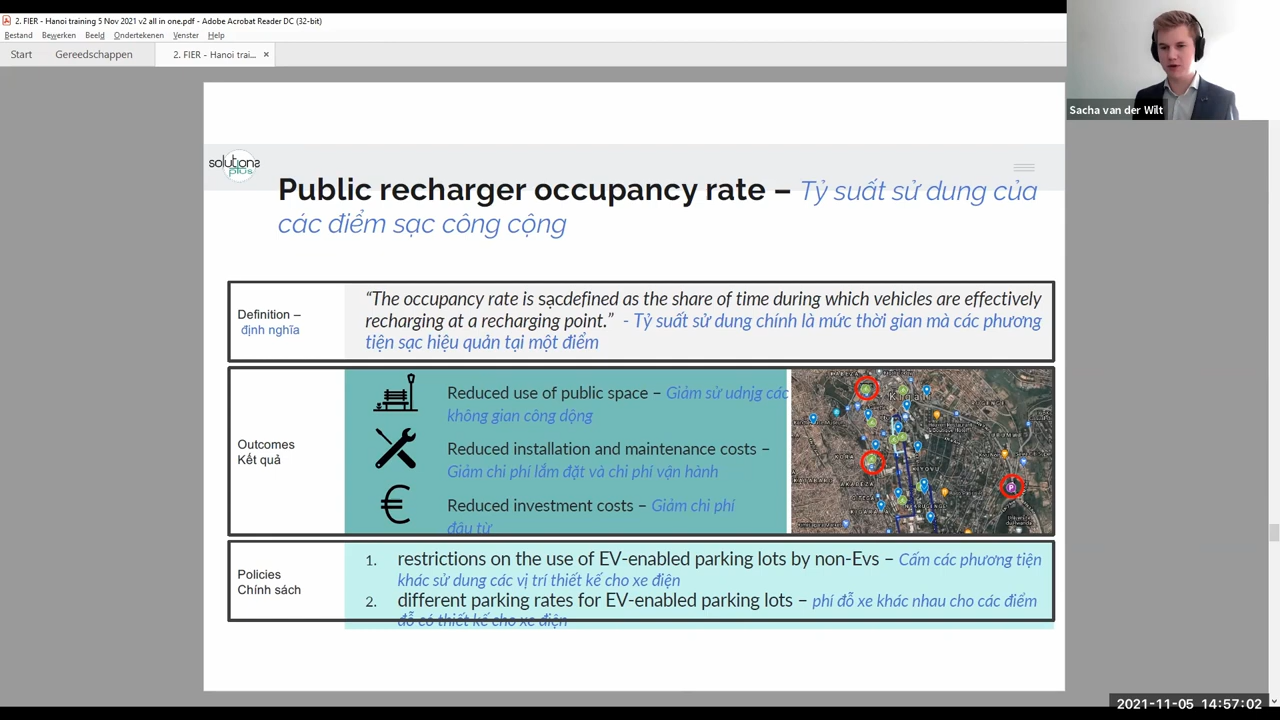 2. FIER - Hanoi training 5 Nov 2021 v2 all in one.pdf - Adobe Acrobat Reader DC (32-bit)
Bestand Bewerken Beeld Ondertekenen Venster Help
Start Gereedschappen 2. FIER - Hanoi trai... ×
Sacha van der Wilt
solutions
plus
Public recharger occupancy rate – Tỷ suất sử dung của
các điểm sạc công cộng
Definition –
định nghĩa
“The occupancy rate is sạcdefined as the share of time during which vehicles are effectively
recharging at a recharging point.” - Tỷ suất sử dung chính là mức thời gian mà các phương
tiện sạc hiệu quản tại một điểm
Outcomes
Kết quả
Reduced use of public space – Giảm sử udnjg các
không gian công dộng
Reduced installation and maintenance costs –
Giảm chi phí lắm đặt và chi phí vận hành
Reduced investment costs – Giảm chi phí
đầu từ
Kigali
KIYOVU
Policies
Chính sách
1. restrictions on the use of EV-enabled parking lots by non-Evs – Cấm các phương tiện
khác sử dung các vị trí thiết kế cho xe điện
2. different parking rates for EV-enabled parking lots – phí đỗ xe khác nhau cho các điểm
đỗ có thiết kế cho xe điện
2021-11-05 14:57:02